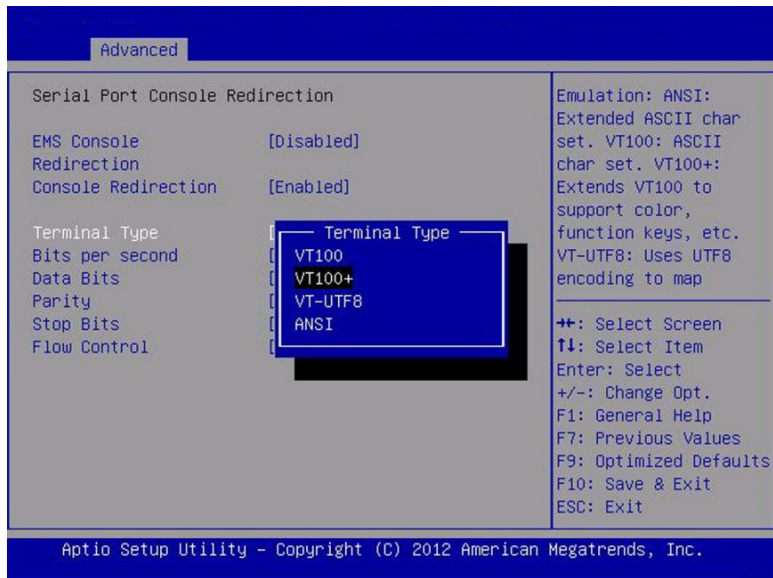 Advanced
Serial Port Console Redirection
EMS Console Redirection [Disabled]
Console Redirection [Enabled]
Terminal Type [
Bits per second [
Data Bits [
Parity [
Stop Bits [
Flow Control [
Terminal Type
VT100
VT100+
VT-UTF8
ANSI
Emulation: ANSI:
Extended ASCII char
set. VT100: ASCII
char set. VT100+:
Extends VT100 to
support color,
function keys, etc.
VT-UTF8: Uses UTF8
encoding to map
→←: Select Screen
↑↓: Select Item
Enter: Select
+/-: Change Opt.
F1: General Help
F7: Previous Values
F9: Optimized Defaults
F10: Save & Exit
ESC: Exit
Aptio Setup Utility - Copyright (C) 2012 American Megatrends, Inc.